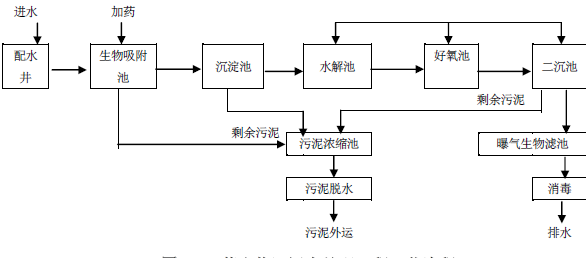 进水
加药
配水
井
生物吸附
池
沉淀池
水解池
好氧池
二沉池
剩余污泥
剩余污泥
污泥浓缩池
曝气生物滤池
污泥脱水
消毒
污泥外运
排水